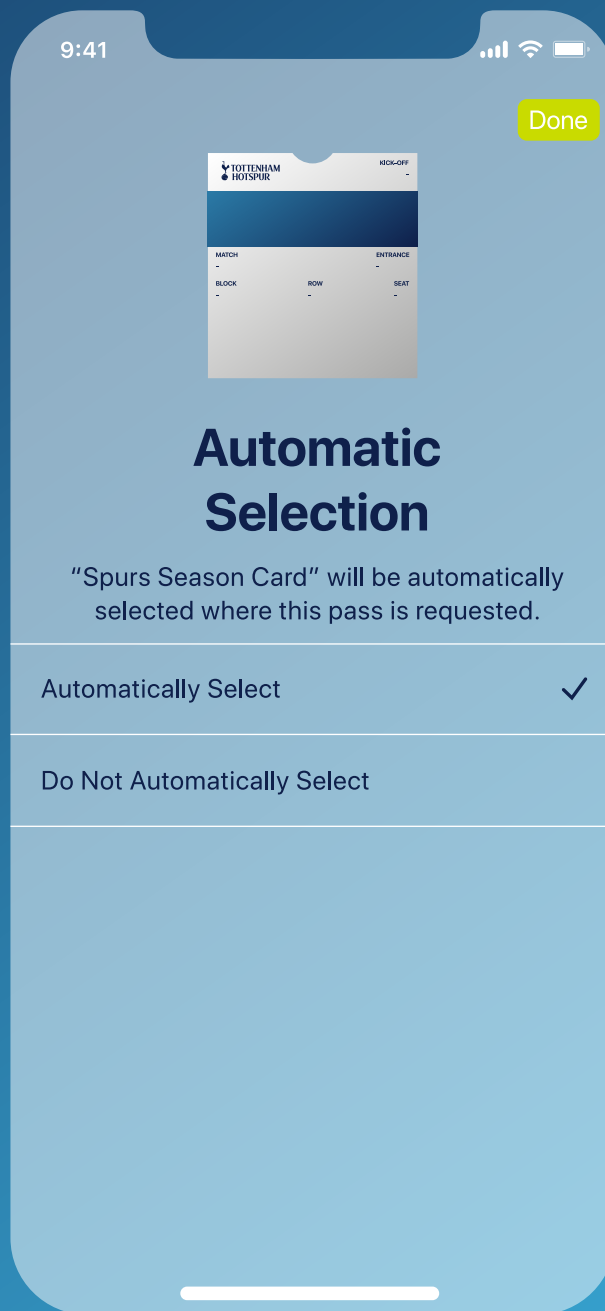 9:41
Done
TOTTENHAM
HOTSPUR
KICK-OFF
-
MATCH
-
ENTRANCE
-
BLOCK
-
ROW
-
SEAT
-
Automatic
Selection
“Spurs Season Card” will be automatically
selected where this pass is requested.
Automatically Select
Do Not Automatically Select